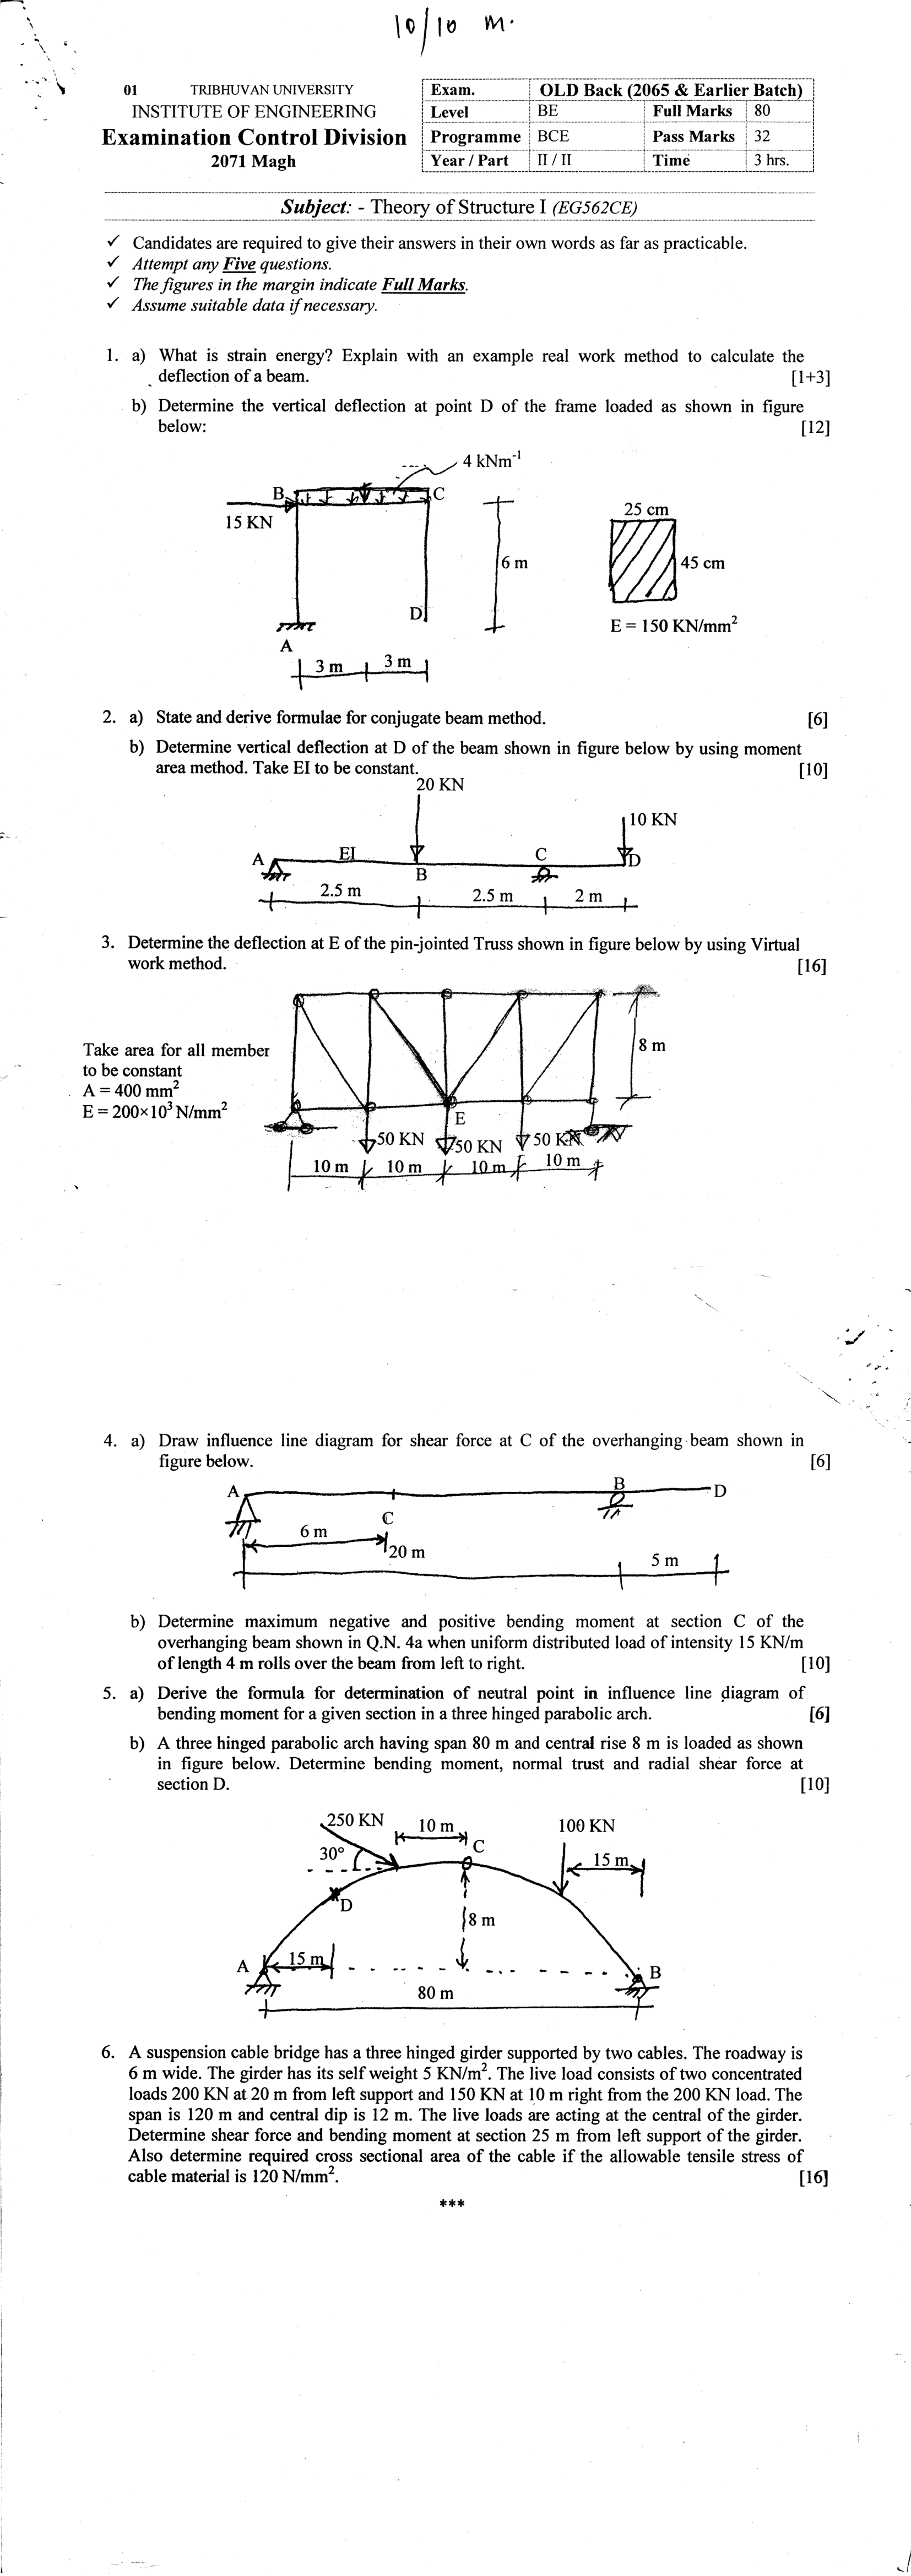 10/10 m.
01 TRIBHUVAN UNIVERSITY
INSTITUTE OF ENGINEERING
Examination Control Division
2071 Magh
Exam. OLD Back (2065 & Earlier Batch)
Level BE Full Marks 80
Programme BCE Pass Marks 32
Year / Part II / II Time 3 hrs.
Subject: - Theory of Structure I (EG562CE)
✓ Candidates are required to give their answers in their own words as far as practicable.
✓ Attempt any Five questions.
✓ The figures in the margin indicate Full Marks.
✓ Assume suitable data if necessary.
1. a) What is strain energy? Explain with an example real work method to calculate the
deflection of a beam. [1+3]
b) Determine the vertical deflection at point D of the frame loaded as shown in figure
below: [12]
4 kNm⁻¹
B C
15 KN
25 cm
6 m
45 cm
D
E = 150 KN/mm²
A
3 m 3 m
2. a) State and derive formulae for conjugate beam method. [6]
b) Determine vertical deflection at D of the beam shown in figure below by using moment
area method. Take EI to be constant. [10]
20 KN
10 KN
A EI B C D
2.5 m 2.5 m 2 m
3. Determine the deflection at E of the pin-jointed Truss shown in figure below by using Virtual
work method. [16]
Take area for all member
to be constant
A = 400 mm²
E = 200×10³ N/mm²
8 m
E
50 KN 50 KN 50 KN
10 m 10 m 10 m 10 m
4. a) Draw influence line diagram for shear force at C of the overhanging beam shown in
figure below. [6]
A B D
C
6 m
20 m
5 m
b) Determine maximum negative and positive bending moment at section C of the
overhanging beam shown in Q.N. 4a when uniform distributed load of intensity 15 KN/m
of length 4 m rolls over the beam from left to right. [10]
5. a) Derive the formula for determination of neutral point in influence line diagram of
bending moment for a given section in a three hinged parabolic arch. [6]
b) A three hinged parabolic arch having span 80 m and central rise 8 m is loaded as shown
in figure below. Determine bending moment, normal trust and radial shear force at
section D. [10]
250 KN 10 m 100 KN
C
30° 15 m
D
8 m
A 15 m B
80 m
6. A suspension cable bridge has a three hinged girder supported by two cables. The roadway is
6 m wide. The girder has its self weight 5 KN/m². The live load consists of two concentrated
loads 200 KN at 20 m from left support and 150 KN at 10 m right from the 200 KN load. The
span is 120 m and central dip is 12 m. The live loads are acting at the central of the girder.
Determine shear force and bending moment at section 25 m from left support of the girder.
Also determine required cross sectional area of the cable if the allowable tensile stress of
cable material is 120 N/mm². [16]
***